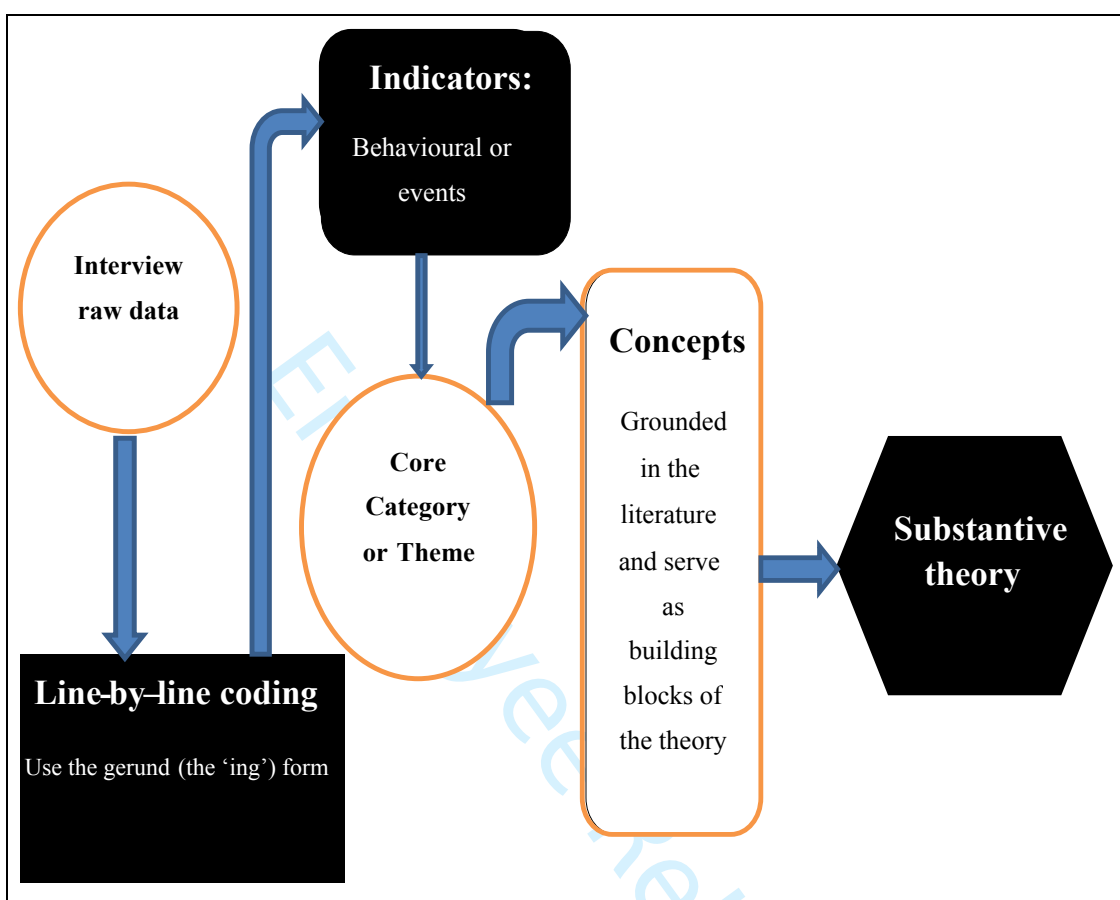 Interview
raw data
Line-by–line coding
Use the gerund (the ‘ing’) form
Indicators:
Behavioural or
events
Core
Category
or Theme
Concepts
Grounded
in the
literature
and serve
as
building
blocks of
the theory
Substantive
theory